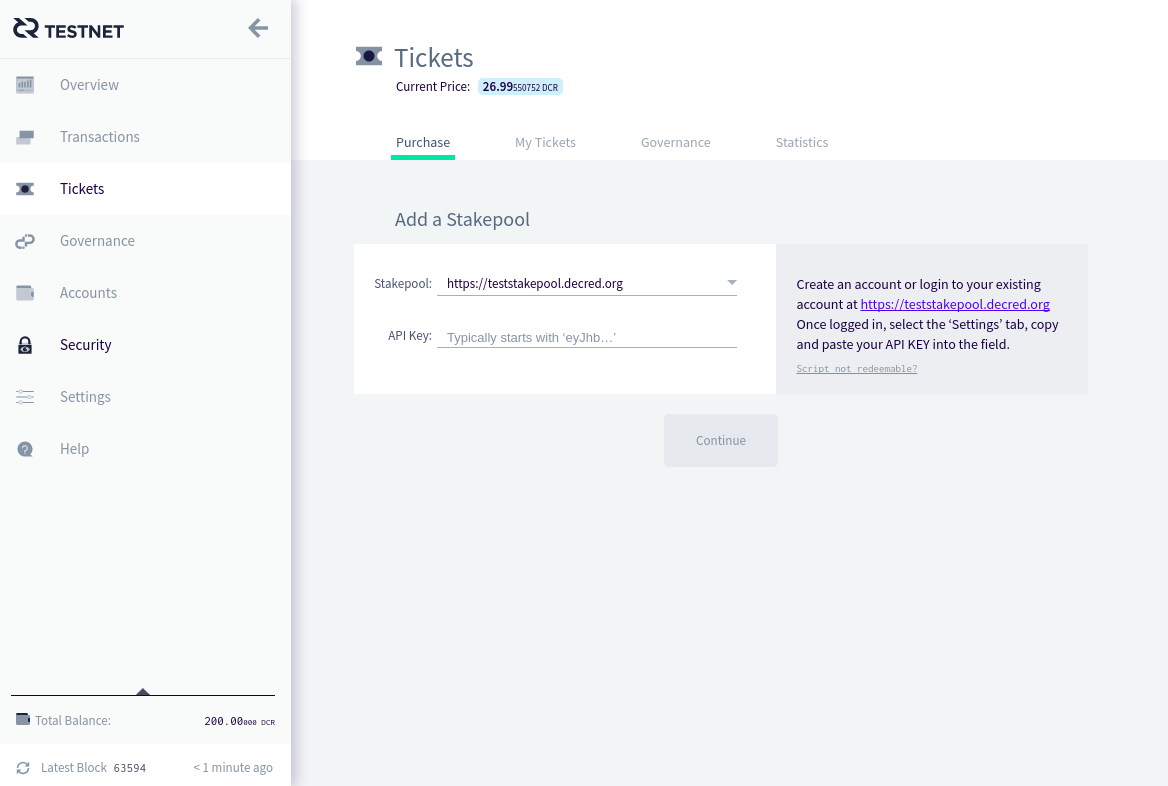 TESTNET
Overview
Transactions
Tickets
Governance
Accounts
Security
Settings
Help
Total Balance: 200.00000 DCR
Latest Block 63594 < 1 minute ago
Tickets
Current Price: 26.99550752 DCR
Purchase My Tickets Governance Statistics
Add a Stakepool
Stakepool: https://teststakepool.decred.org
API Key: Typically starts with ‘eyJhb…’
Create an account or login to your existing
account at https://teststakepool.decred.org
Once logged in, select the ‘Settings’ tab, copy
and paste your API KEY into the field.
Script not redeemable?
Continue